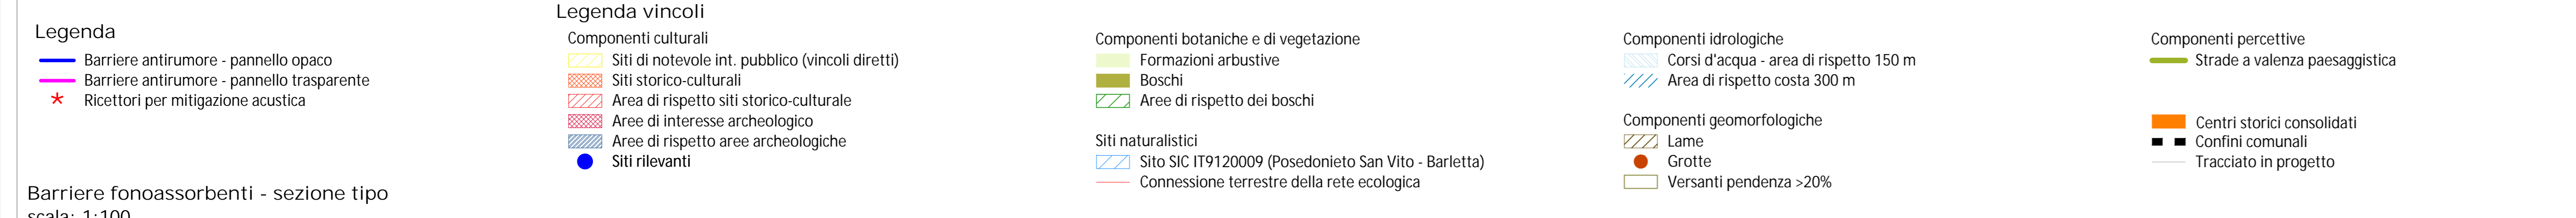 Legenda
Barriere antirumore - pannello opaco
Barriere antirumore - pannello trasparente
Ricettori per mitigazione acustica
Barriere fonoassorbenti - sezione tipo
scala: 1:100
Legenda vincoli
Componenti culturali
Siti di notevole int. pubblico (vincoli diretti)
Siti storico-culturali
Area di rispetto siti storico-culturale
Aree di interesse archeologico
Aree di rispetto aree archeologiche
Siti rilevanti
Componenti botaniche e di vegetazione
Formazioni arbustive
Boschi
Aree di rispetto dei boschi
Siti naturalistici
Sito SIC IT9120009 (Posedonieto San Vito - Barletta)
Connessione terrestre della rete ecologica
Componenti idrologiche
Corsi d'acqua - area di rispetto 150 m
Area di rispetto costa 300 m
Componenti geomorfologiche
Lame
Grotte
Versanti pendenza >20%
Componenti percettive
Strade a valenza paesaggistica
Centri storici consolidati
Confini comunali
Tracciato in progetto